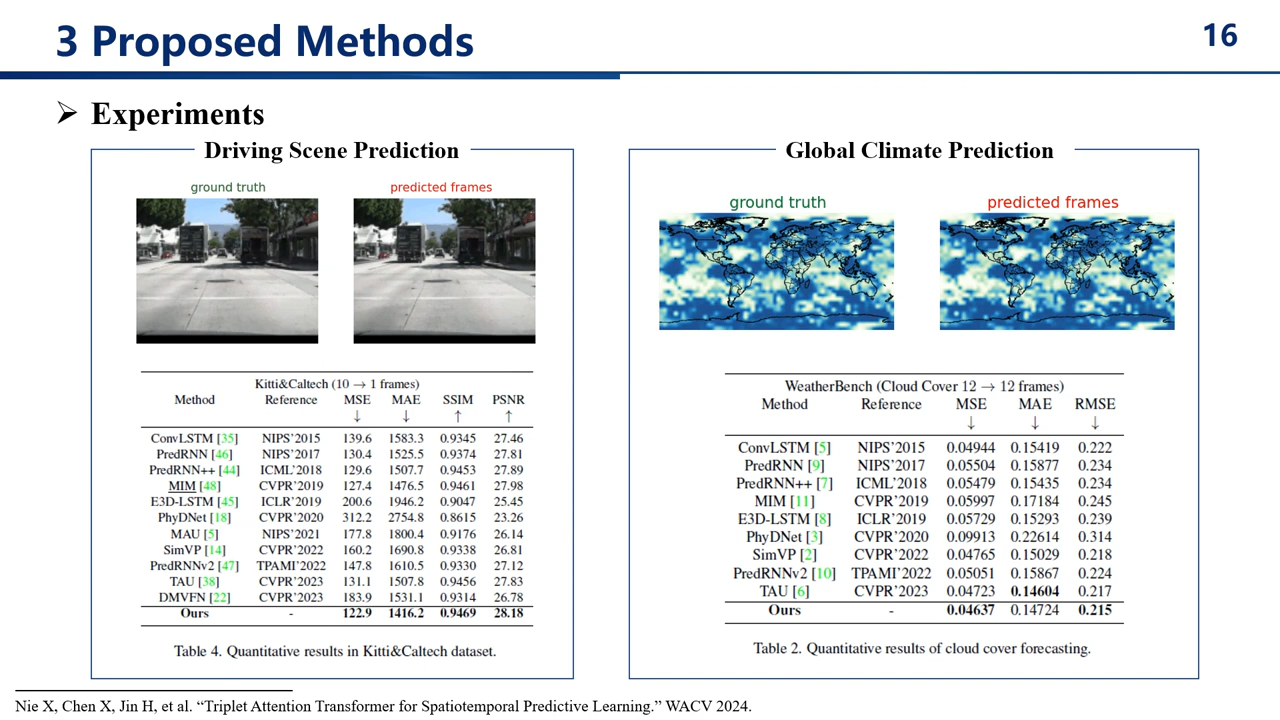 3 Proposed Methods
16
➢ Experiments
Driving Scene Prediction
ground truth predicted frames
Kitti&Caltech (10 → 1 frames)
Method Reference MSE MAE SSIM PSNR
↓ ↓ ↑ ↑
ConvLSTM [35] NIPS'2015 139.6 1583.3 0.9345 27.46
PredRNN [46] NIPS'2017 130.4 1525.5 0.9374 27.81
PredRNN++ [44] ICML'2018 129.6 1507.7 0.9453 27.89
MIM [48] CVPR'2019 127.4 1476.5 0.9461 27.98
E3D-LSTM [45] ICLR'2019 200.6 1946.2 0.9047 25.45
PhyDNet [18] CVPR'2020 312.2 2754.8 0.8615 23.26
MAU [5] NIPS'2021 177.8 1800.4 0.9176 26.14
SimVP [14] CVPR'2022 160.2 1690.8 0.9338 26.81
PredRNNv2 [47] TPAMI'2022 147.8 1610.5 0.9330 27.12
TAU [38] CVPR'2023 131.1 1507.8 0.9456 27.83
DMVFN [22] CVPR'2023 183.9 1531.1 0.9314 26.78
Ours - 122.9 1416.2 0.9469 28.18
Table 4. Quantitative results in Kitti&Caltech dataset.
Global Climate Prediction
ground truth predicted frames
WeatherBench (Cloud Cover 12 → 12 frames)
Method Reference MSE MAE RMSE
↓ ↓ ↓
ConvLSTM [5] NIPS'2015 0.04944 0.15419 0.222
PredRNN [9] NIPS'2017 0.05504 0.15877 0.234
PredRNN++ [7] ICML'2018 0.05479 0.15435 0.234
MIM [11] CVPR'2019 0.05997 0.17184 0.245
E3D-LSTM [8] ICLR'2019 0.05729 0.15293 0.239
PhyDNet [3] CVPR'2020 0.09913 0.22614 0.314
SimVP [2] CVPR'2022 0.04765 0.15029 0.218
PredRNNv2 [10] TPAMI'2022 0.05051 0.15867 0.224
TAU [6] CVPR'2023 0.04723 0.14604 0.217
Ours - 0.04637 0.14724 0.215
Table 2. Quantitative results of cloud cover forecasting.
Nie X, Chen X, Jin H, et al. “Triplet Attention Transformer for Spatiotemporal Predictive Learning.” WACV 2024.